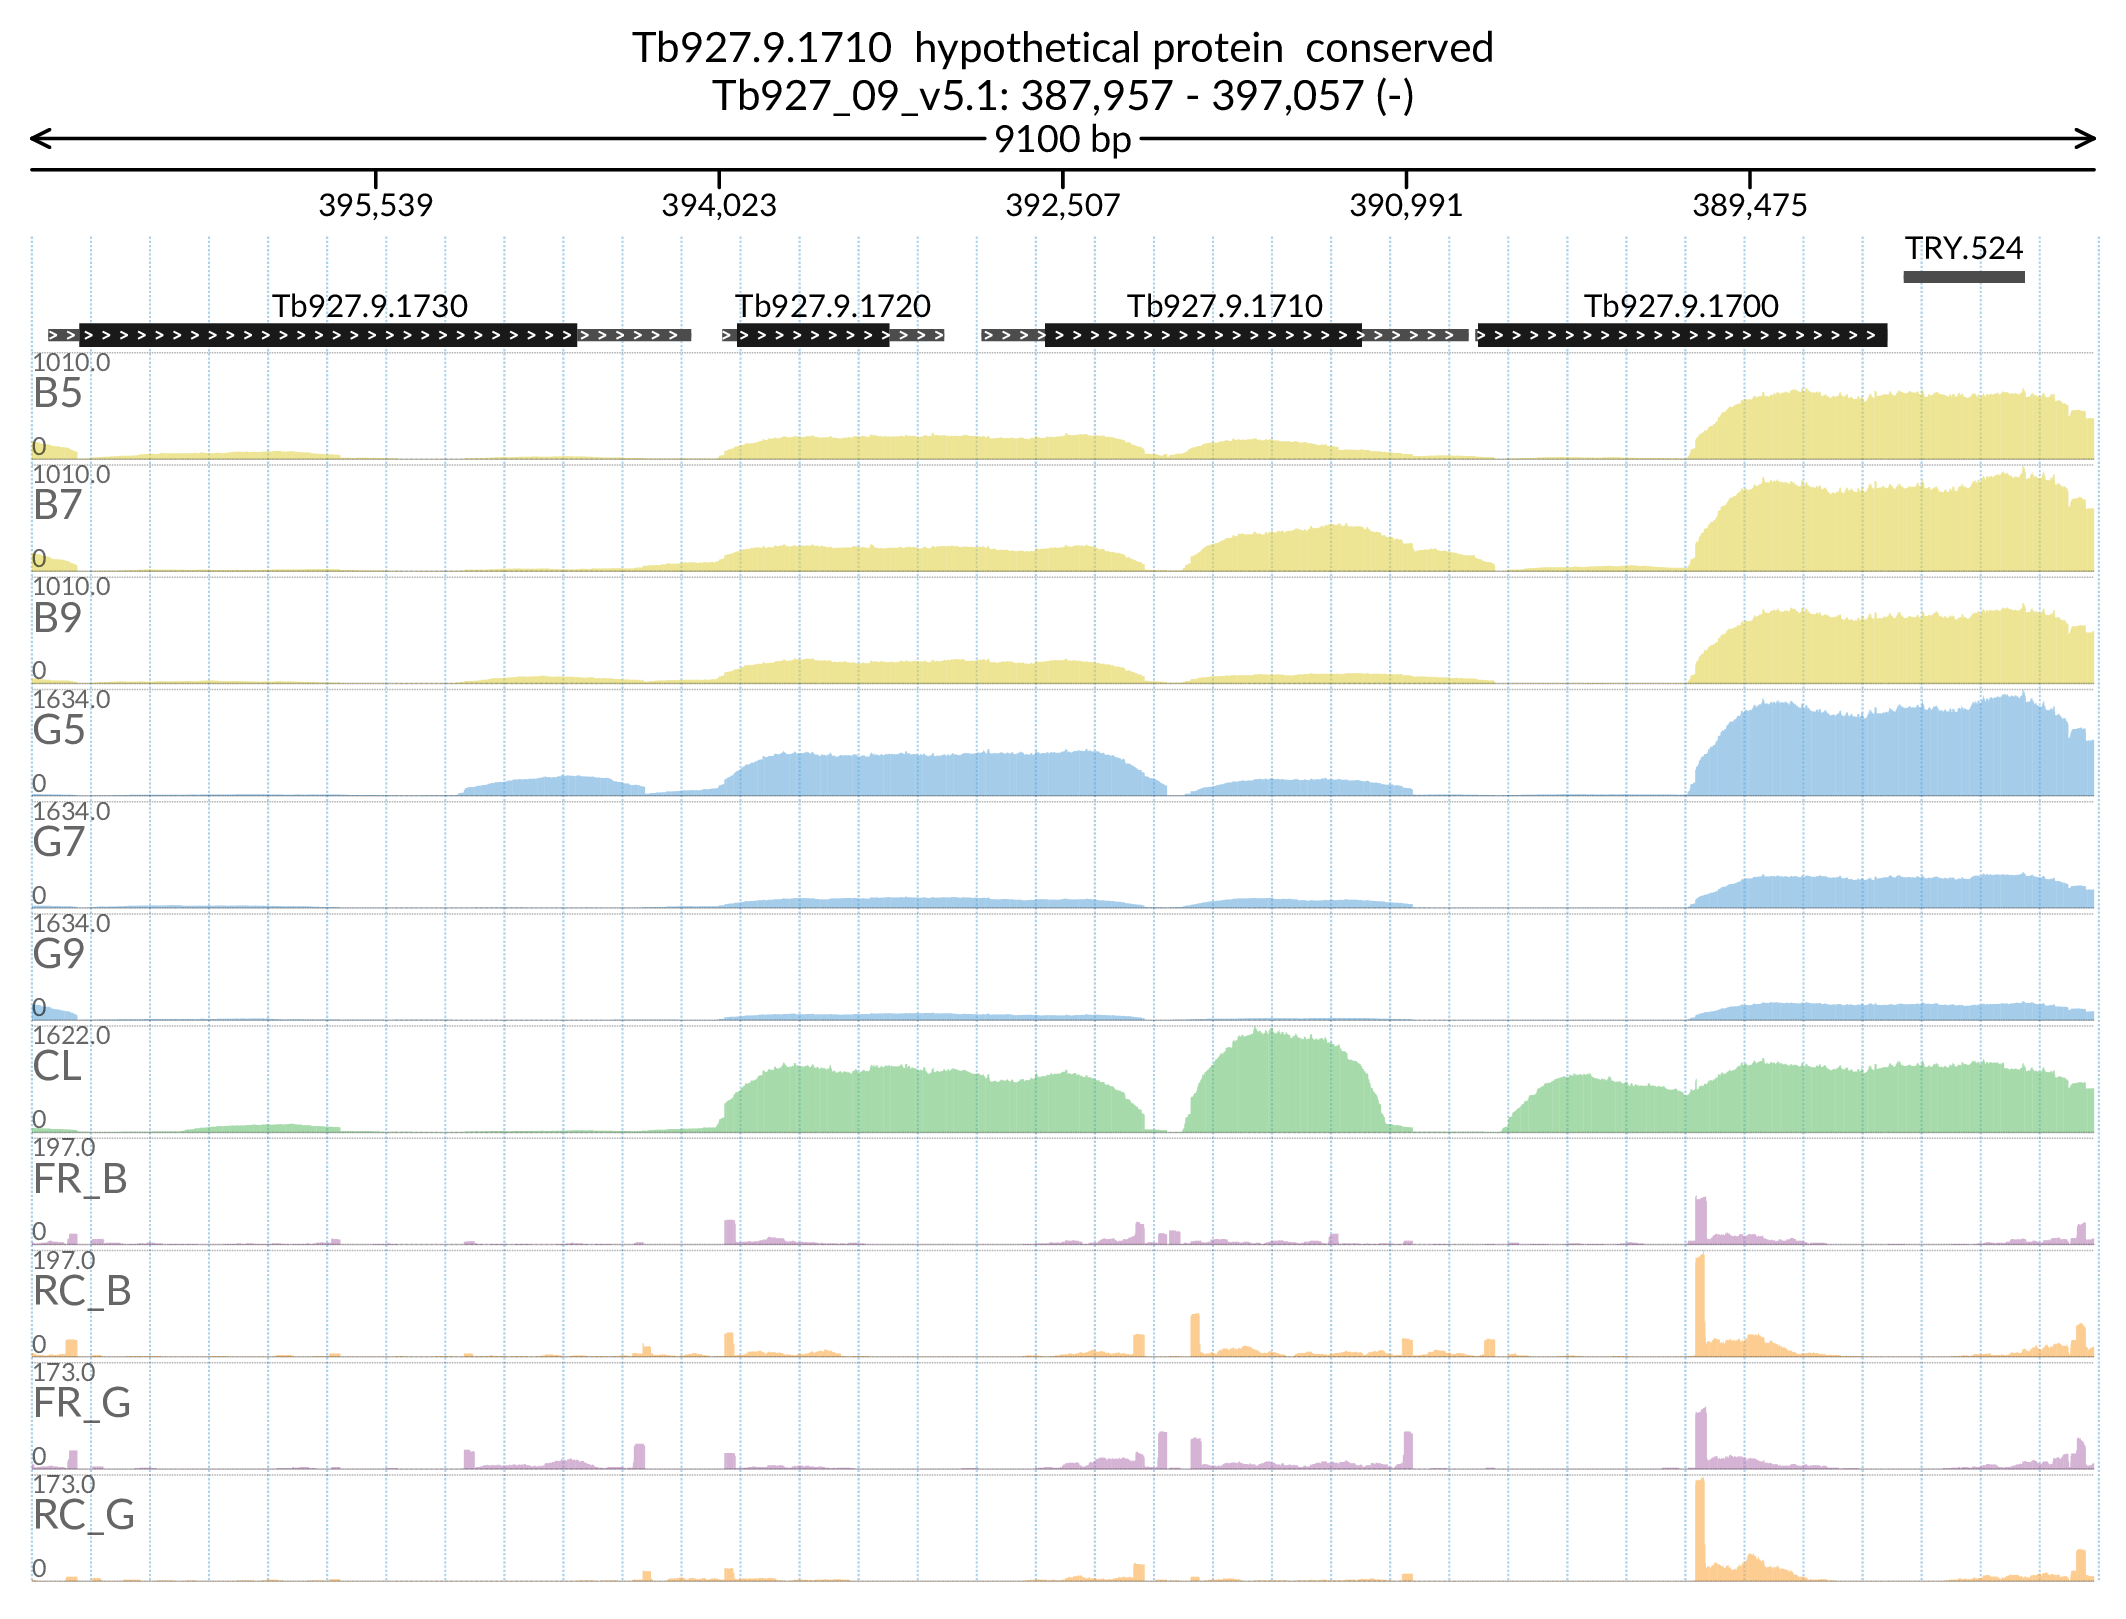 Tb927.9.1710  hypothetical protein  conserved
Tb927_09_v5.1: 387,957 - 397,057 (-)
9100 bp
395,539 394,023 392,507 390,991 389,475
TRY.524
Tb927.9.1730 Tb927.9.1720 Tb927.9.1710 Tb927.9.1700
1010.0
B5
0
1010.0
B7
0
1010.0
B9
0
1634.0
G5
0
1634.0
G7
0
1634.0
G9
0
1622.0
CL
0
197.0
FR_B
0
197.0
RC_B
0
173.0
FR_G
0
173.0
RC_G
0